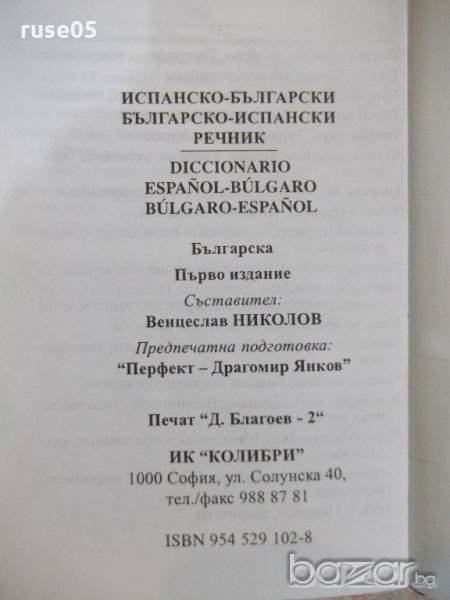 ruse05
ИСПАНСКО-БЪЛГАРСКИ
БЪЛГАРСКО-ИСПАНСКИ
РЕЧНИК
DICCIONARIO
ESPAÑOL-BÚLGARO
BÚLGARO-ESPAÑOL
Българска
Първо издание
Съставител:
Венцеслав НИКОЛОВ
Предпечатна подготовка:
“Перфект – Драгомир Янков”
Печат “Д. Благоев - 2“
ИК “КОЛИБРИ”
1000 София, ул. Солунска 40,
тел./факс 988 87 81
ISBN 954 529 102-8
bazar.bg